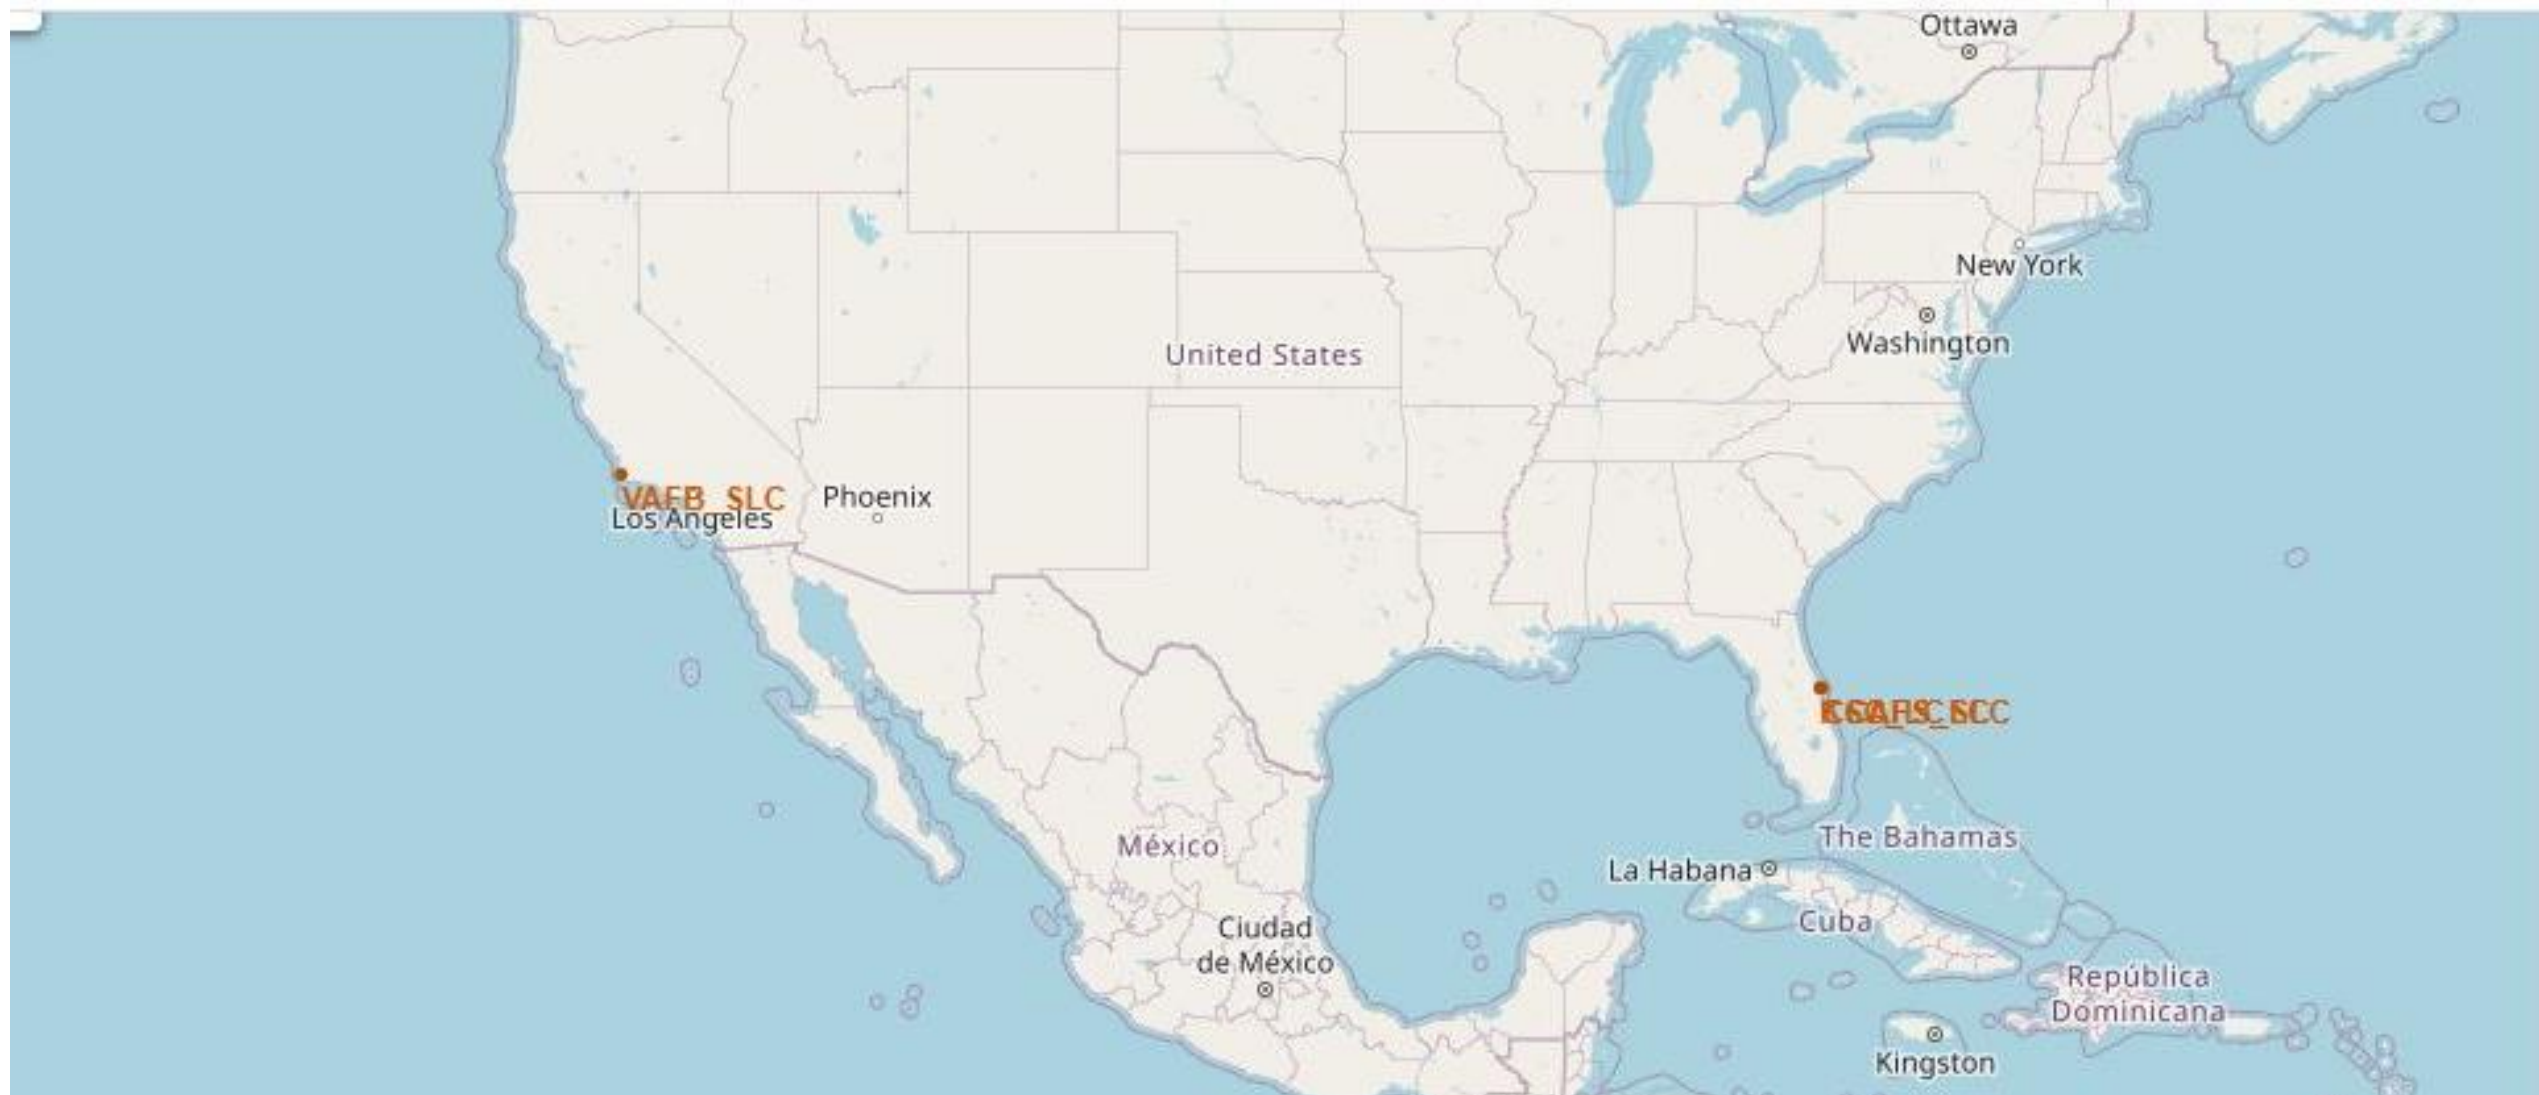 Ottawa
New York
Washington
United States
VAFB_SLC
Phoenix
Los Angeles
The Bahamas
México
La Habana
Cuba
Ciudad
de México
República
Dominicana
Kingston